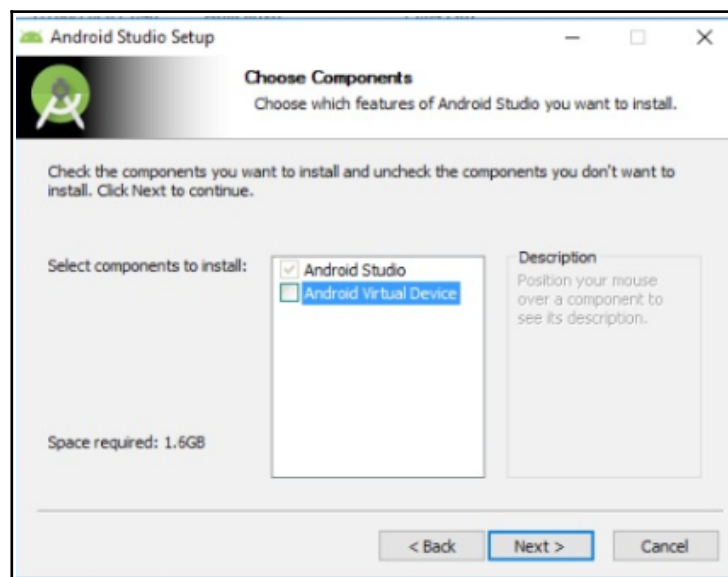 Android Studio Setup
Choose Components
Choose which features of Android Studio you want to install.
Check the components you want to install and uncheck the components you don't want to
install. Click Next to continue.
Select components to install:
Android Studio
Android Virtual Device
Description
Position your mouse
over a component to
see its description.
Space required: 1.6GB
< Back
Next >
Cancel